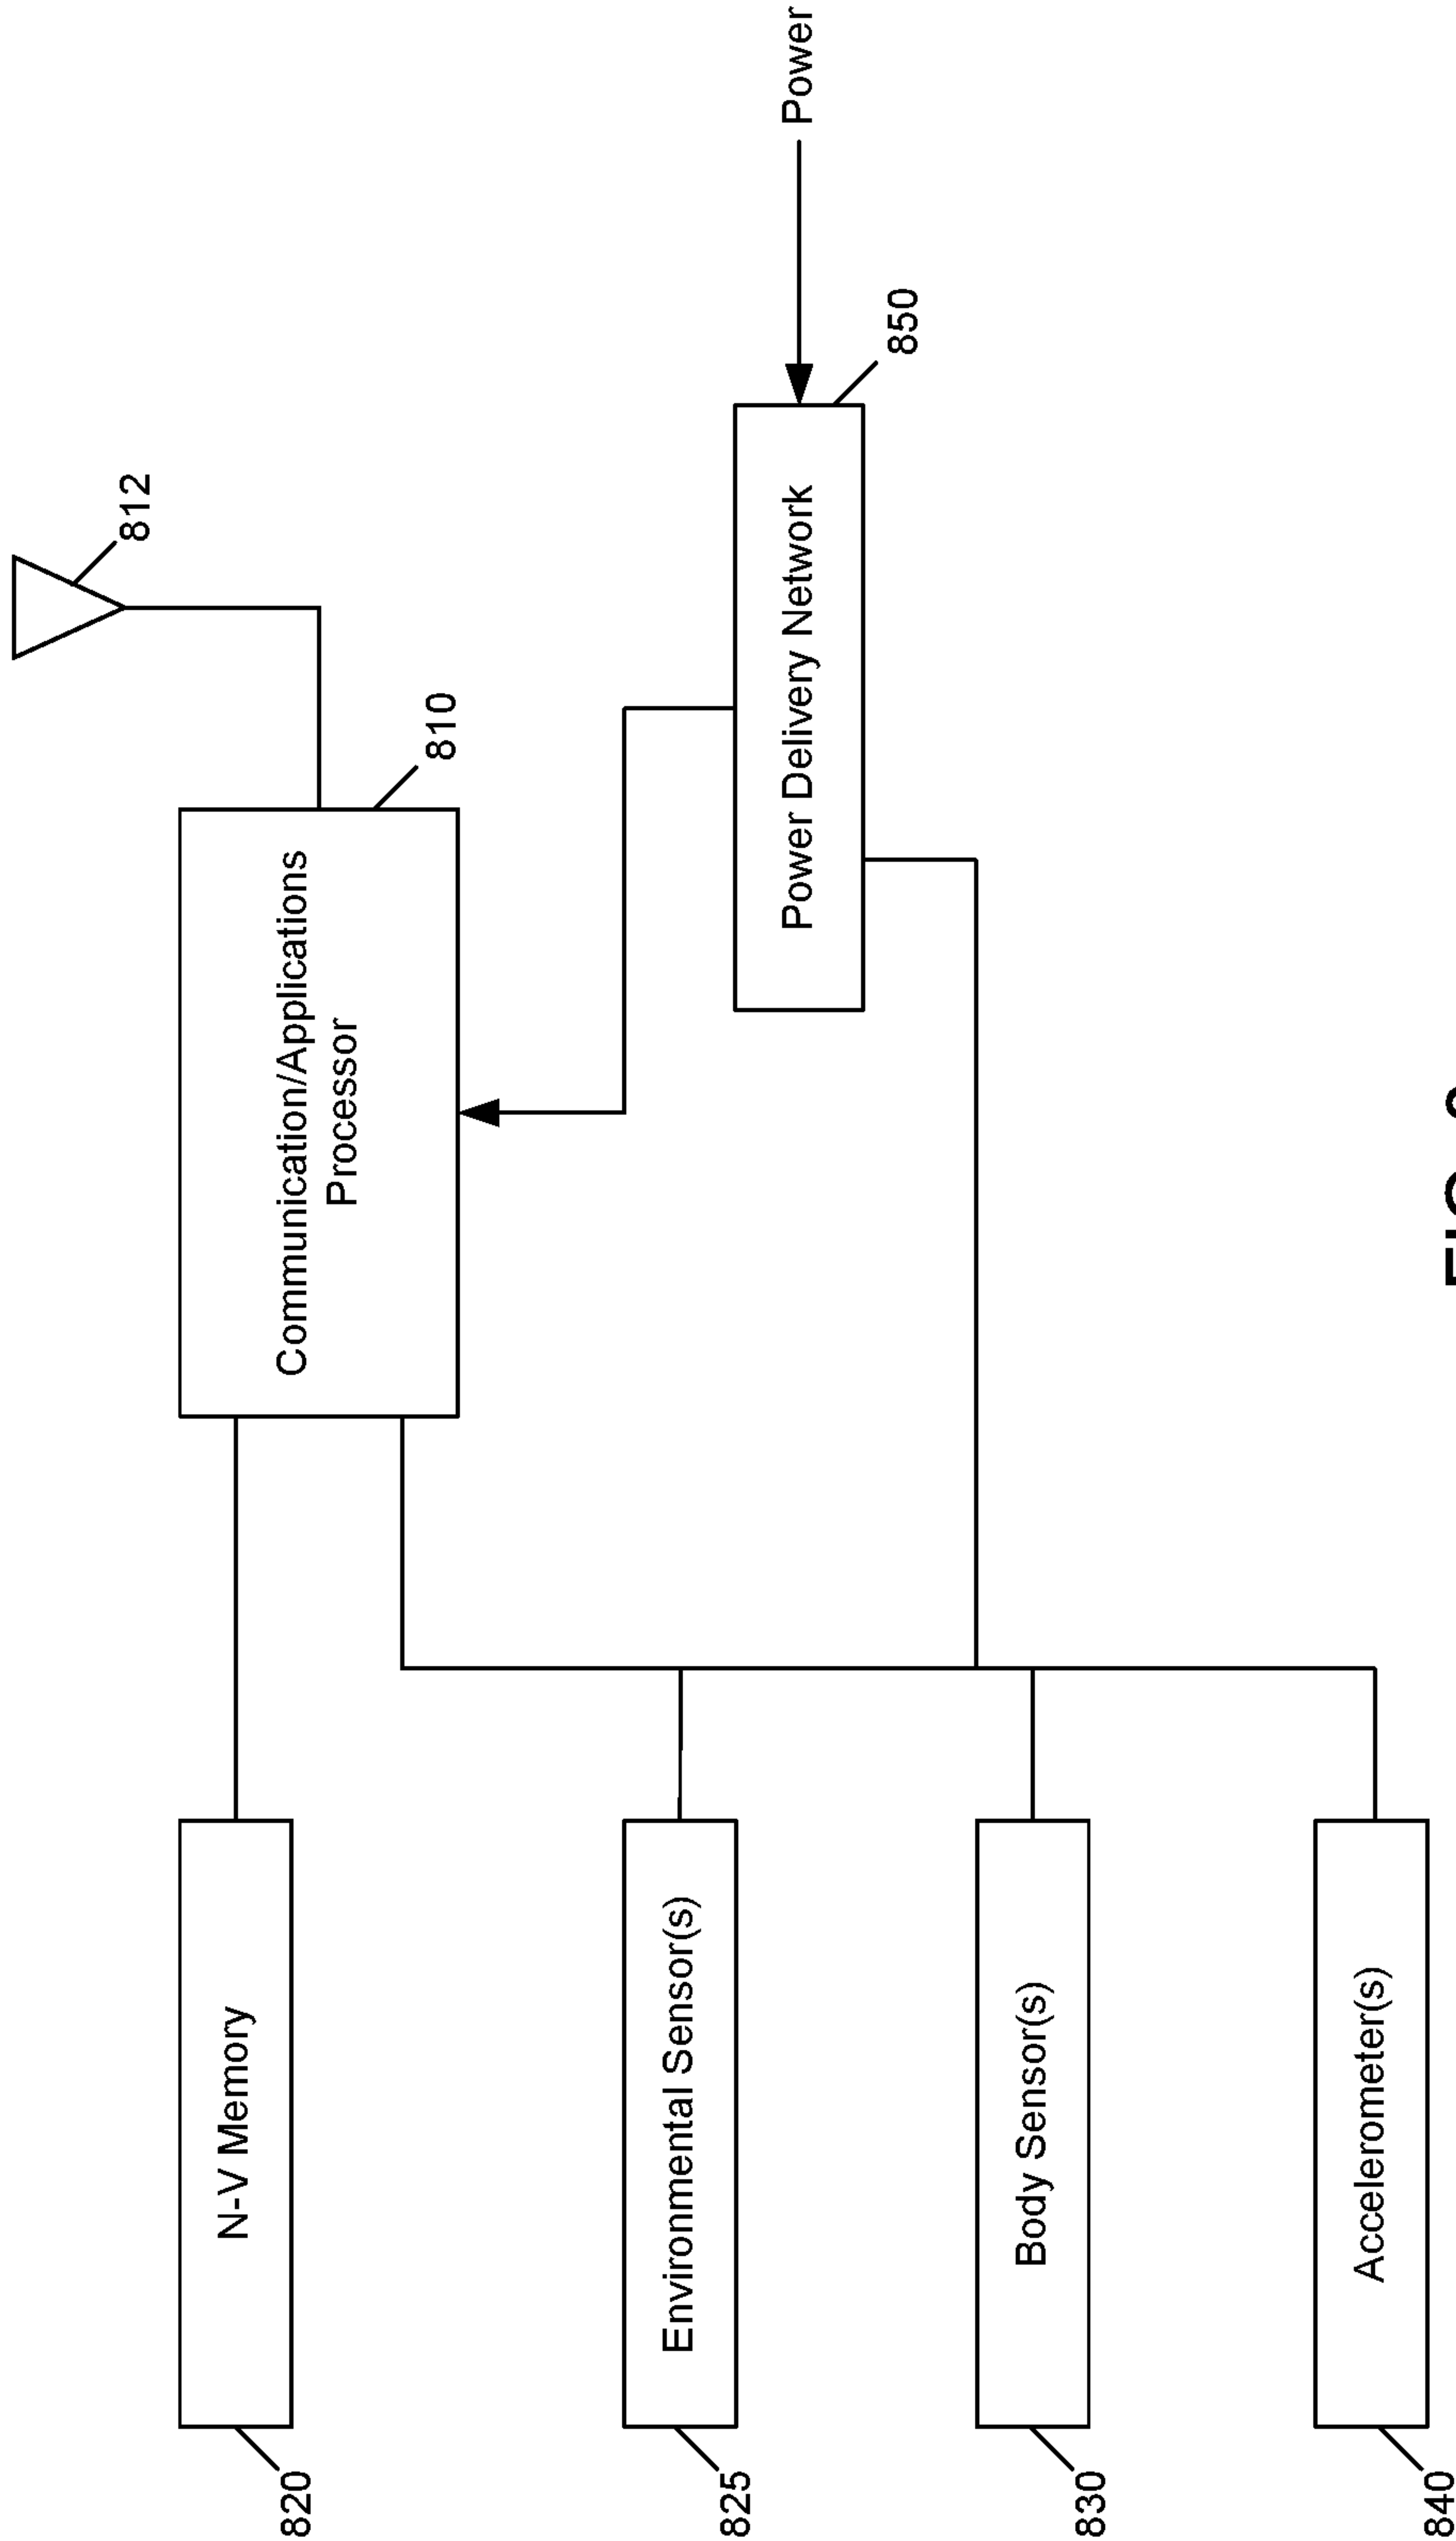 812
N-V Memory
820
Communication/Applications
Processor
810
Environmental Sensor(s)
825
Power Delivery Network
Power
850
Body Sensor(s)
830
Accelerometer(s)
840